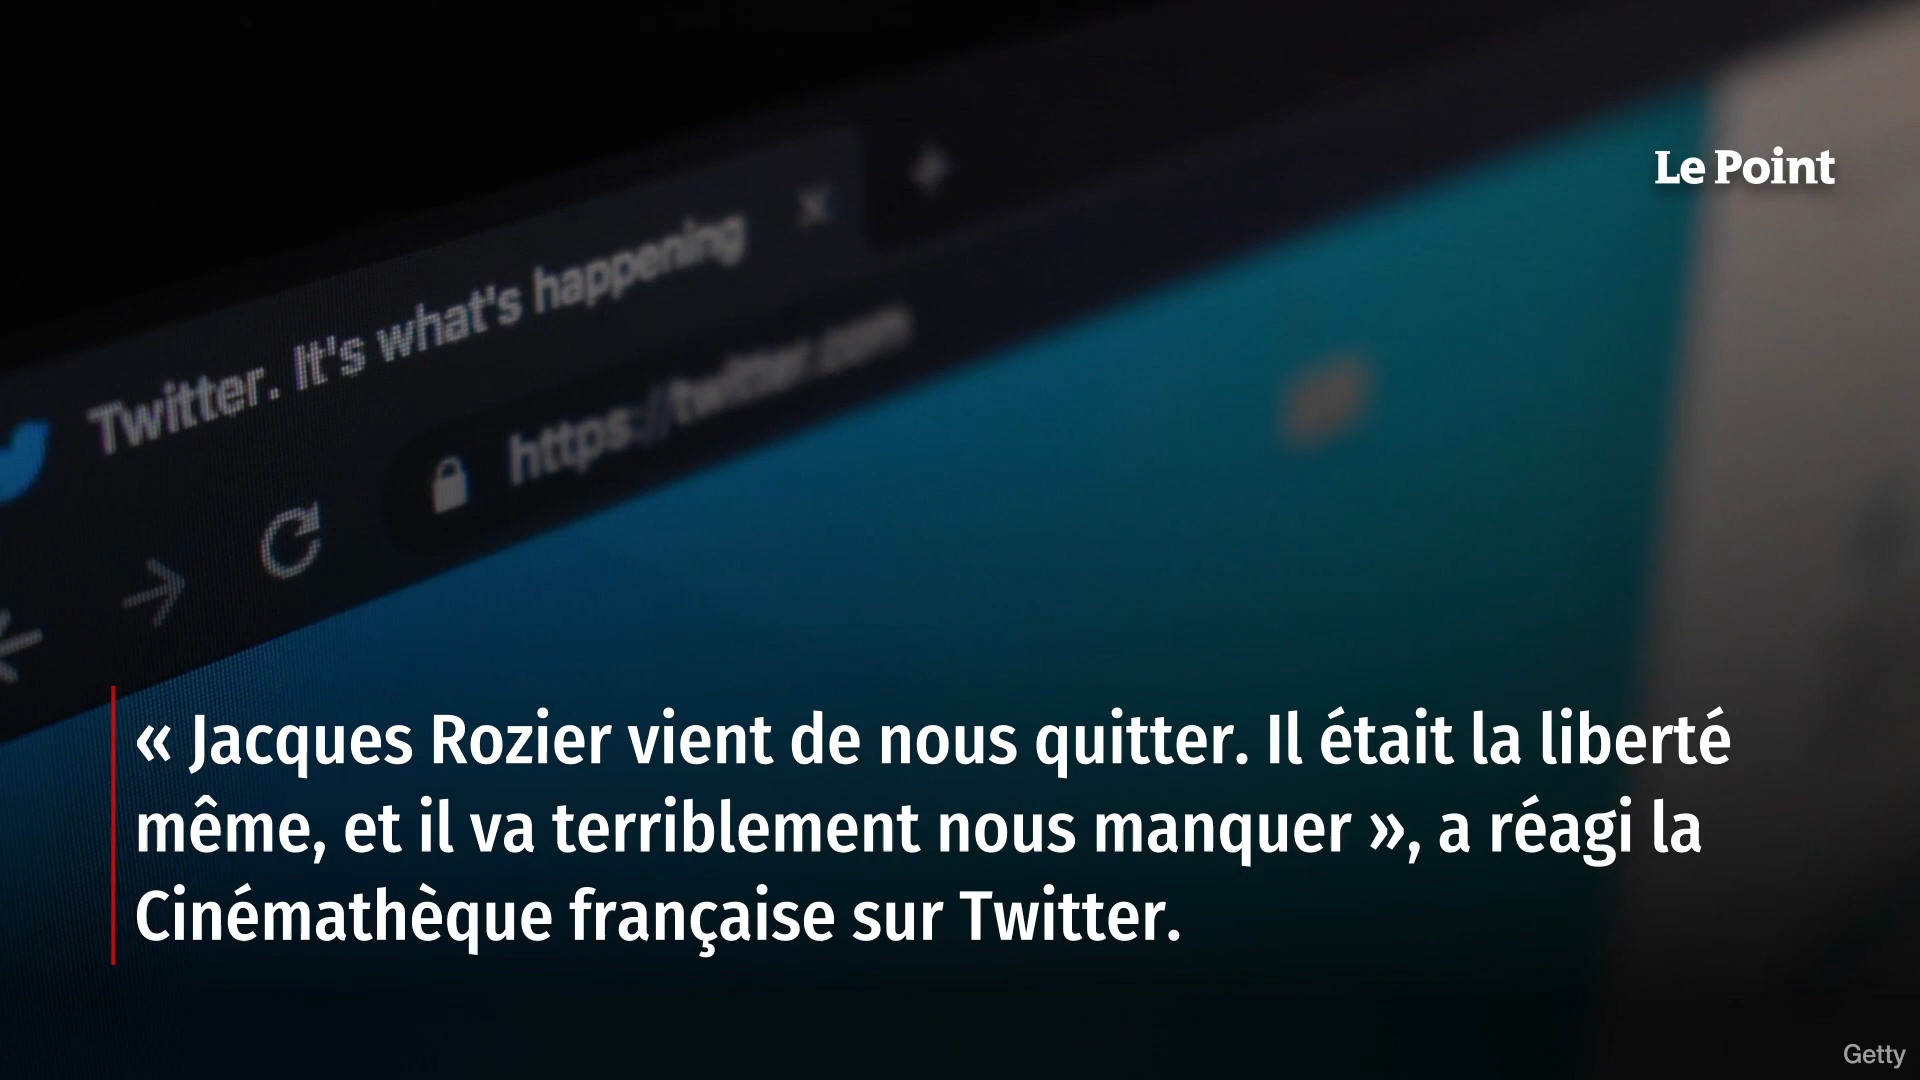 Le Point
Twitter. It's what's happening
https://twitter.com
« Jacques Rozier vient de nous quitter. Il était la liberté
même, et il va terriblement nous manquer », a réagi la
Cinémathèque française sur Twitter.
Getty